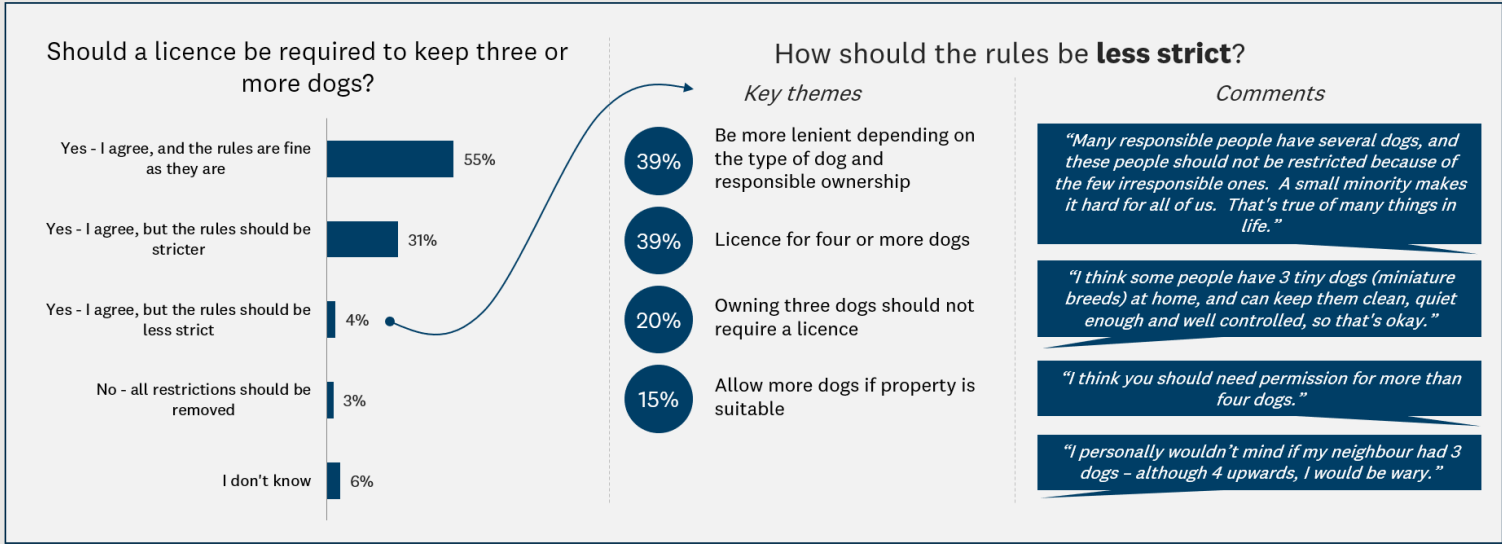 Should a licence be required to keep three or
more dogs?
Yes - I agree, and the rules are fine
as they are
55%
Yes - I agree, but the rules should be
stricter
31%
Yes - I agree, but the rules should be
less strict
4%
No - all restrictions should be
removed
3%
I don't know
6%
How should the rules be less strict?
Key themes
39%
Be more lenient depending on
the type of dog and
responsible ownership
39%
Licence for four or more dogs
20%
Owning three dogs should not
require a licence
15%
Allow more dogs if property is
suitable
Comments
“Many responsible people have several dogs, and
these people should not be restricted because of
the few irresponsible ones.  A small minority makes
it hard for all of us.  That's true of many things in
life.”
“I think some people have 3 tiny dogs (miniature
breeds) at home, and can keep them clean, quiet
enough and well controlled, so that's okay.”
“I think you should need permission for more than
four dogs.”
“I personally wouldn’t mind if my neighbour had 3
dogs – although 4 upwards, I would be wary.”